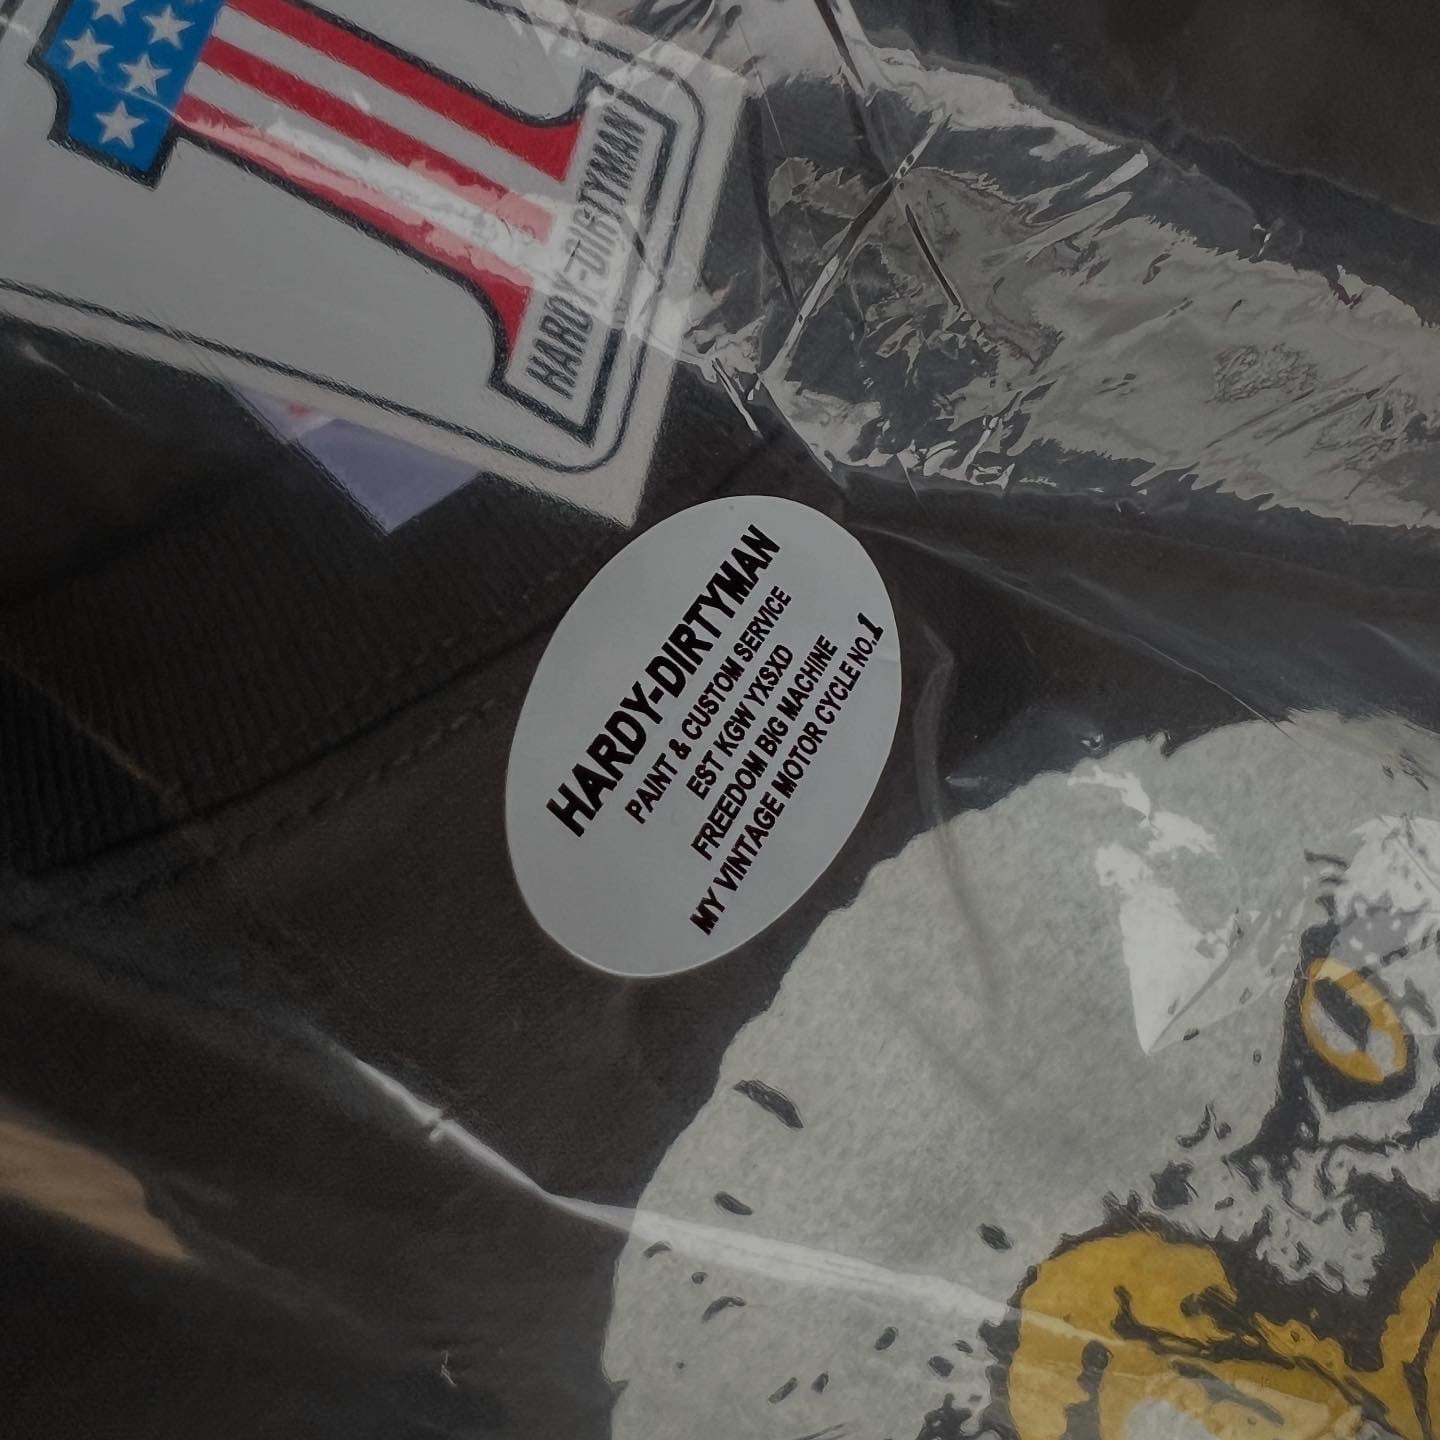 HARDY-DIRTYMAN
HARDY-DIRTYMAN
PAINT & CUSTOM SERVICE
EST KGW YXSXD
FREEDOM BIG MACHINE
MY VINTAGE MOTOR CYCLE NO.1